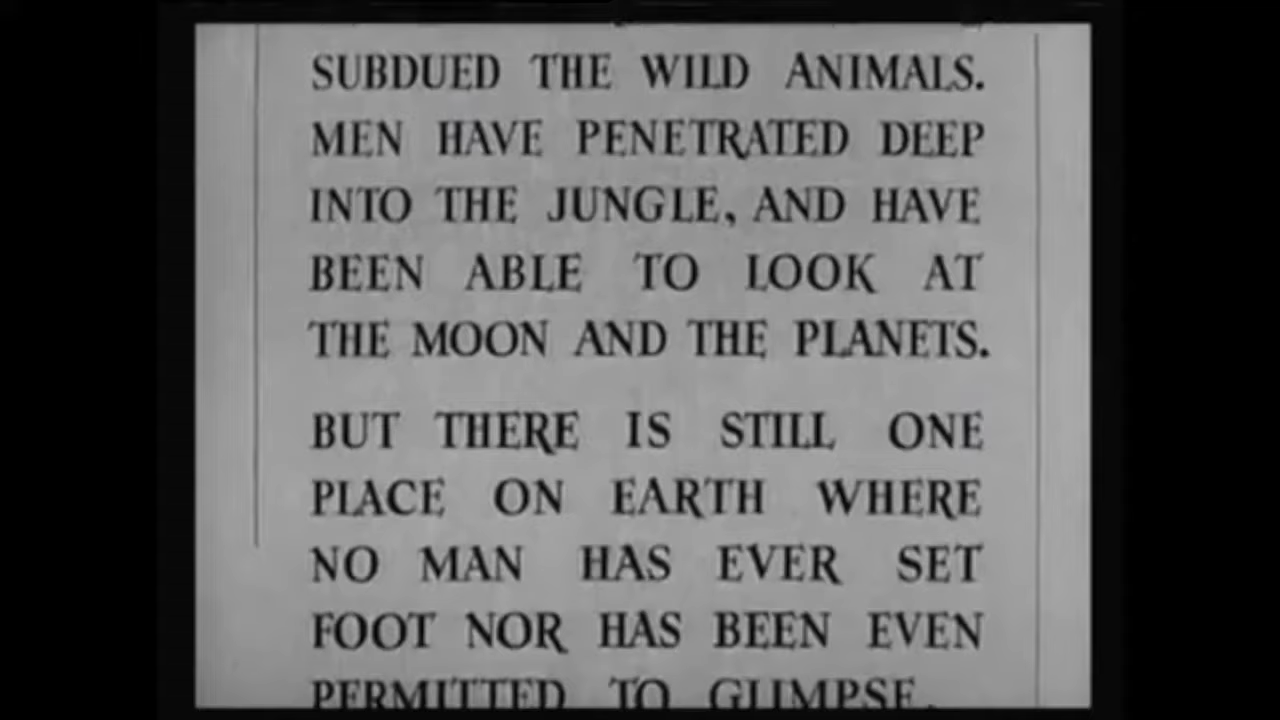 SUBDUED THE WILD ANIMALS.
MEN HAVE PENETRATED DEEP
INTO THE JUNGLE, AND HAVE
BEEN ABLE TO LOOK AT
THE MOON AND THE PLANETS.
BUT THERE IS STILL ONE
PLACE ON EARTH WHERE
NO MAN HAS EVER SET
FOOT NOR HAS BEEN EVEN
PERMITTED TO GLIMPSE.